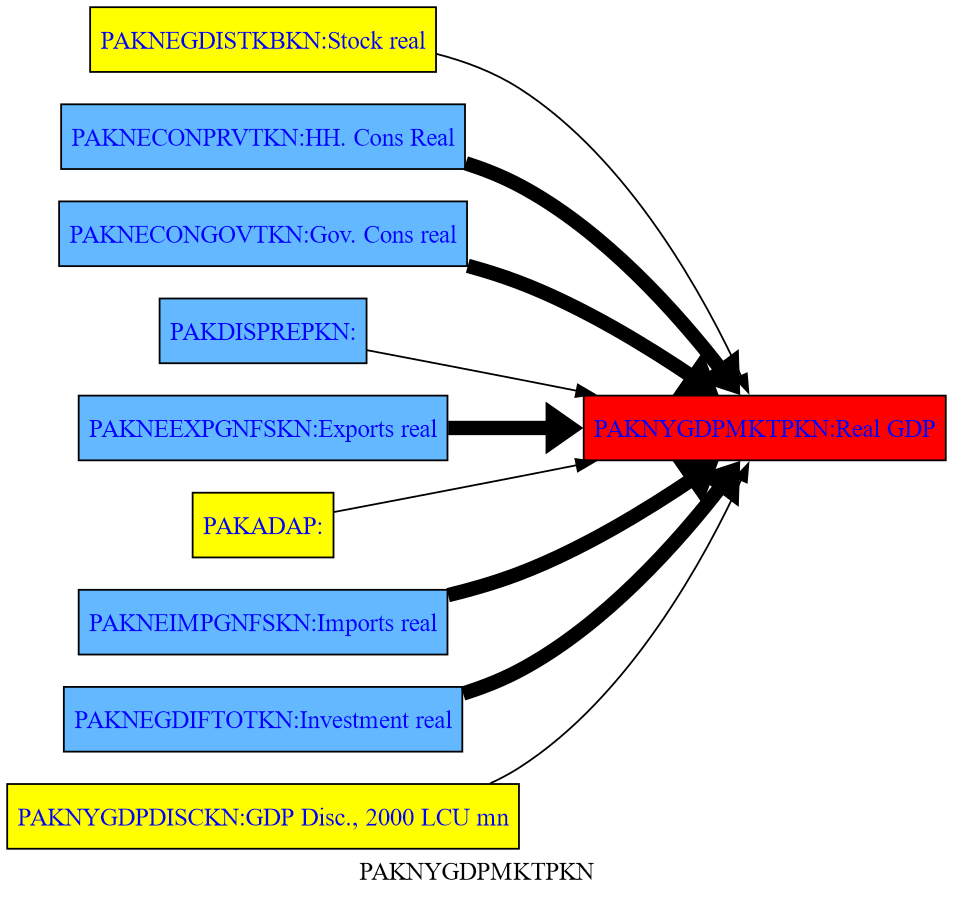 PAKNEGDISTKBKN:Stock real
PAKNECONPRVTKN:HH. Cons Real
PAKNECONGOVTKN:Gov. Cons real
PAKDISPREPKN:
PAKNEEXPGNFSKN:Exports real
PAKNYGDPMKTPKN:Real GDP
PAKADAP:
PAKNEIMPGNFSKN:Imports real
PAKNEGDIFTOTKN:Investment real
PAKNYGDPDISCKN:GDP Disc., 2000 LCU mn
PAKNYGDPMKTPKN